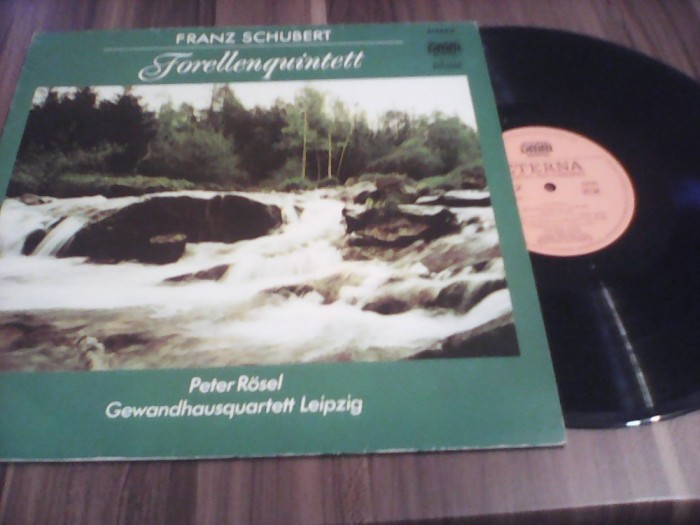 FRANZ SCHUBERT
Forellenquintett
Peter Rösel
Gewandhausquartett Leipzig
ETERNA